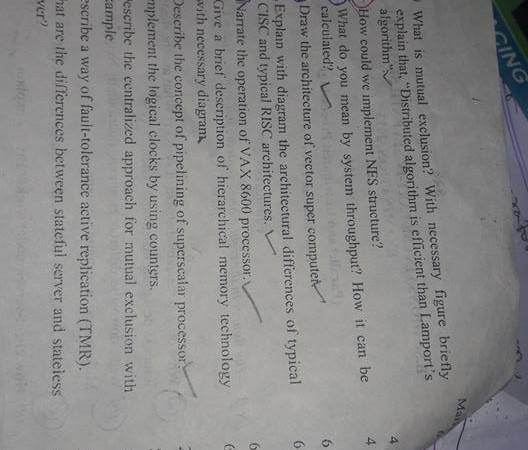 GING
Mar
What is mutual exclusion? With necessary figure briefly
explain that, "Distributed algorithm is efficient than Lamport's
algorithm". 4
How could we implement NFS structure? 4
What do you mean by system throughput? How it can be
calculated? 6
Draw the architecture of vector super computer.
Explain with diagram the architectural differences of typical 6
CISC and typical RISC architectures.
Narrate the operation of VAX 8600 processor. 6
Give a brief description of hierarchical memory technology 6
with necessary diagram.
Describe the concept of pipelining of superscalar processor.
mplement the logical clocks by using counters.
escribe the centralized approach for mutual exclusion with
ample
escribe a way of fault-tolerance active replication (TMR).
hat are the differences between stateful server and stateless
ver?